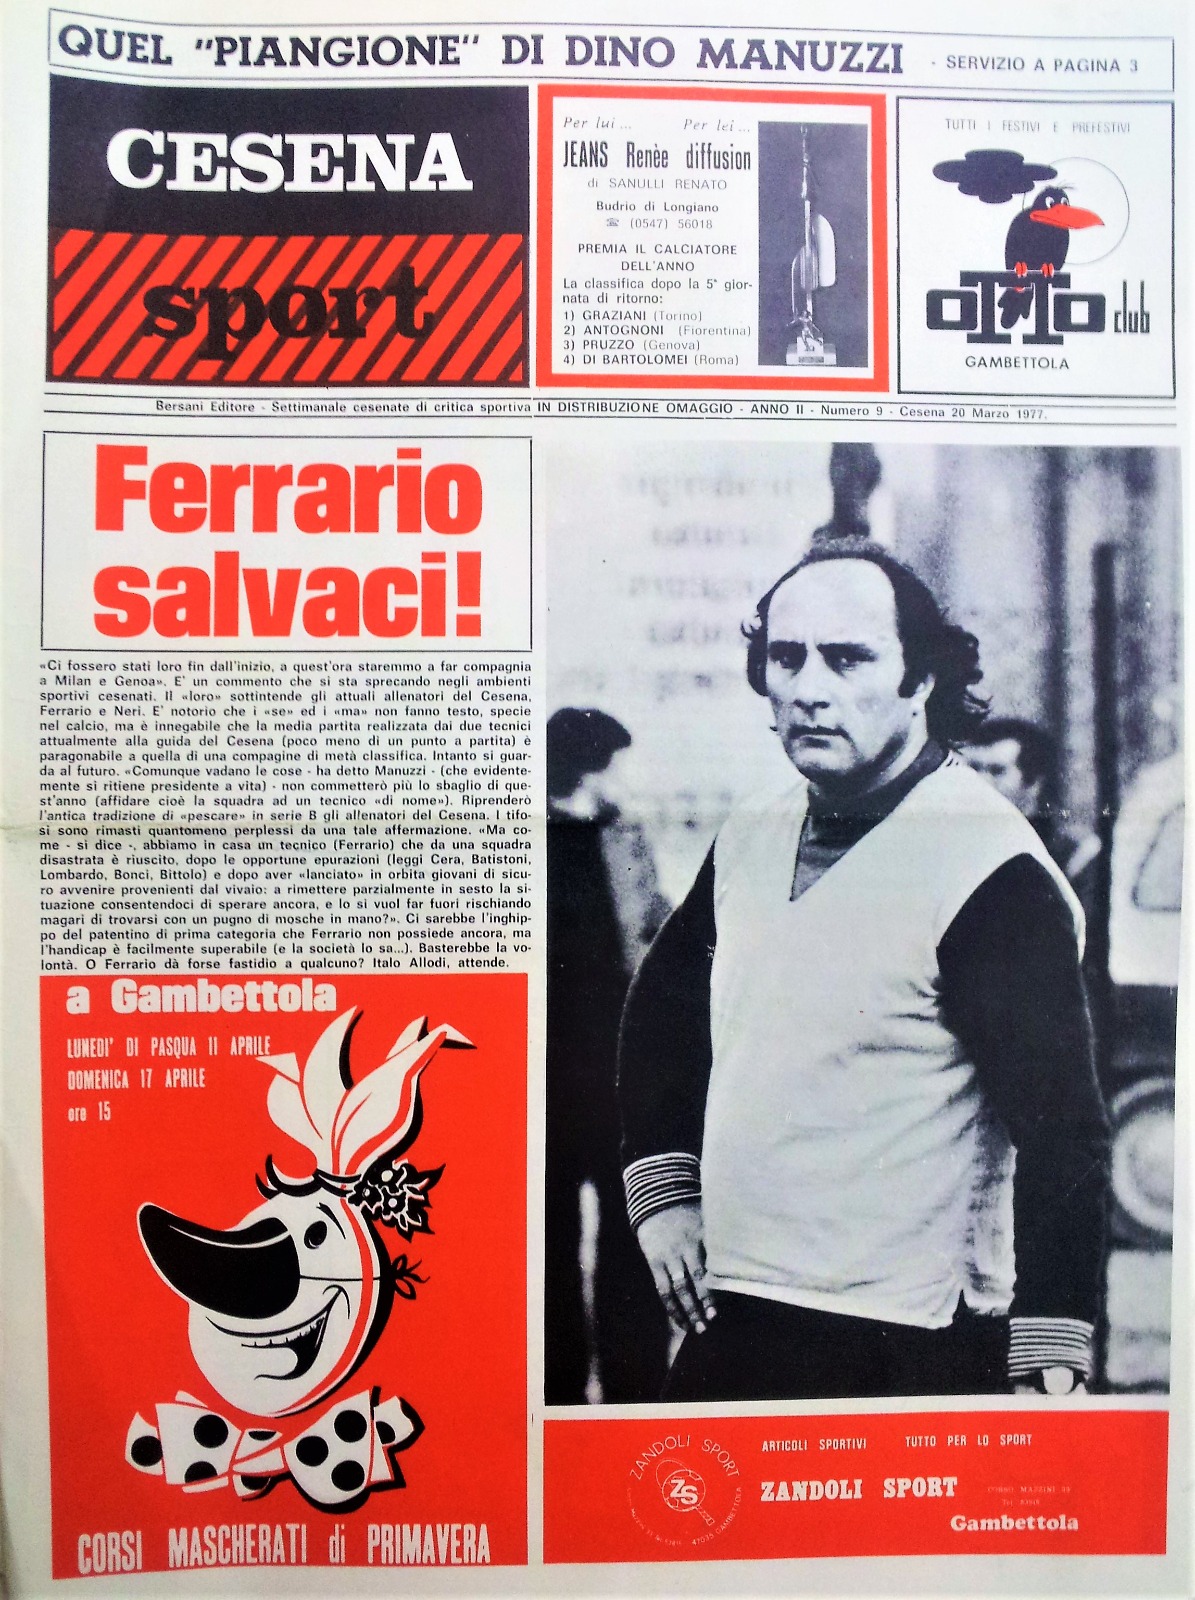 QUEL "PIANGIONE" DI DINO MANUZZI - SERVIZIO A PAGINA 3
CESENA
sport
Per lui ... Per lei ...
JEANS Renèe diffusion
di SANULLI RENATO
Budrio di Longiano
☎ (0547) 56018
PREMIA IL CALCIATORE
DELL'ANNO
La classifica dopo la 5ª gior-
nata di ritorno:
1) GRAZIANI (Torino)
2) ANTOGNONI (Fiorentina)
3) PRUZZO (Genova)
4) DI BARTOLOMEI (Roma)
TUTTI I FESTIVI E PREFESTIVI
OTTO club
GAMBETTOLA
Bersani Editore - Settimanale cesenate di critica sportiva IN DISTRIBUZIONE OMAGGIO - ANNO II - Numero 9 - Cesena 20 Marzo 1977.
Ferrario
salvaci!
«Ci fossero stati loro fin dall'inizio, a quest'ora staremmo a far compagnia
a Milan e Genoa». E' un commento che si sta sprecando negli ambienti
sportivi cesenati. Il «loro» sottintende gli attuali allenatori del Cesena,
Ferrario e Neri. E' notorio che i «se» ed i «ma» non fanno testo, specie
nel calcio, ma è innegabile che la media partita realizzata dai due tecnici
attualmente alla guida del Cesena (poco meno di un punto a partita) è
paragonabile a quella di una compagine di metà classifica. Intanto si guar-
da al futuro. «Comunque vadano le cose - ha detto Manuzzi - (che evidente-
mente si ritiene presidente a vita) - non commetterò più lo sbaglio di que-
st'anno (affidare cioè la squadra ad un tecnico «di nome»). Riprenderò
l'antica tradizione di «pescare» in serie B gli allenatori del Cesena. I tifo-
si sono rimasti quantomeno perplessi da una tale affermazione. «Ma co-
me - si dice -, abbiamo in casa un tecnico (Ferrario) che da una squadra
disastrata è riuscito, dopo le opportune epurazioni (leggi Cera, Batistoni,
Lombardo, Bonci, Bittolo) e dopo aver «lanciato» in orbita giovani di sicu-
ro avvenire provenienti dal vivaio: a rimettere parzialmente in sesto la si-
tuazione consentendoci di sperare ancora, e lo si vuol far fuori rischiando
magari di trovarsi con un pugno di mosche in mano?». Ci sarebbe l'inghip-
po del patentino di prima categoria che Ferrario non possiede ancora, ma
l'handicap è facilmente superabile (e la società lo sa...). Basterebbe la vo-
lontà. O Ferrario dà forse fastidio a qualcuno? Italo Allodi, attende.
a Gambettola
LUNEDI' DI PASQUA 11 APRILE
DOMENICA 17 APRILE
ore 15
CORSI MASCHERATI di PRIMAVERA
ZANDOLI SPORT
ZS
47035 GAMBETTOLA
ARTICOLI SPORTIVI TUTTO PER LO SPORT
ZANDOLI SPORT
CORSO MAZZINI
Gambettola